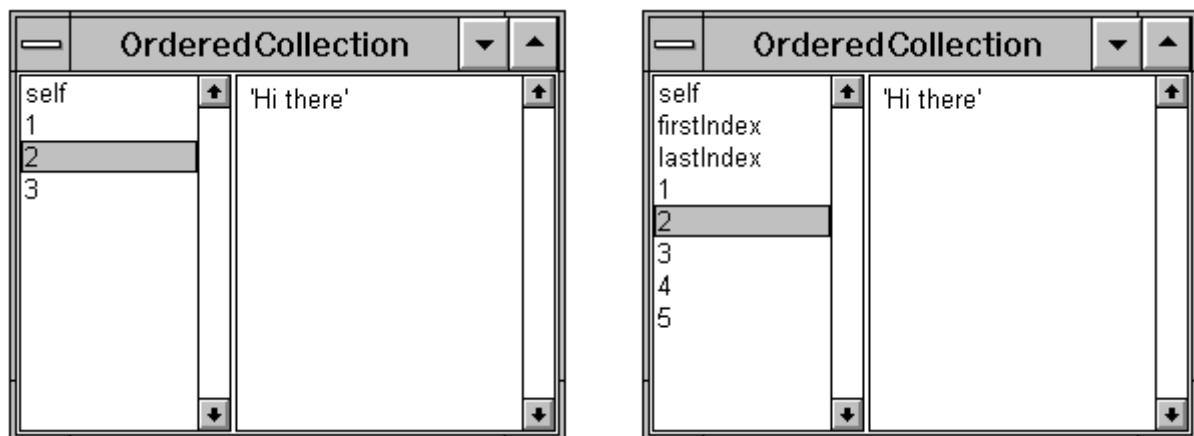 OrderedCollection
self
1
2
3
'Hi there'
OrderedCollection
self
firstIndex
lastIndex
1
2
3
4
5
'Hi there'